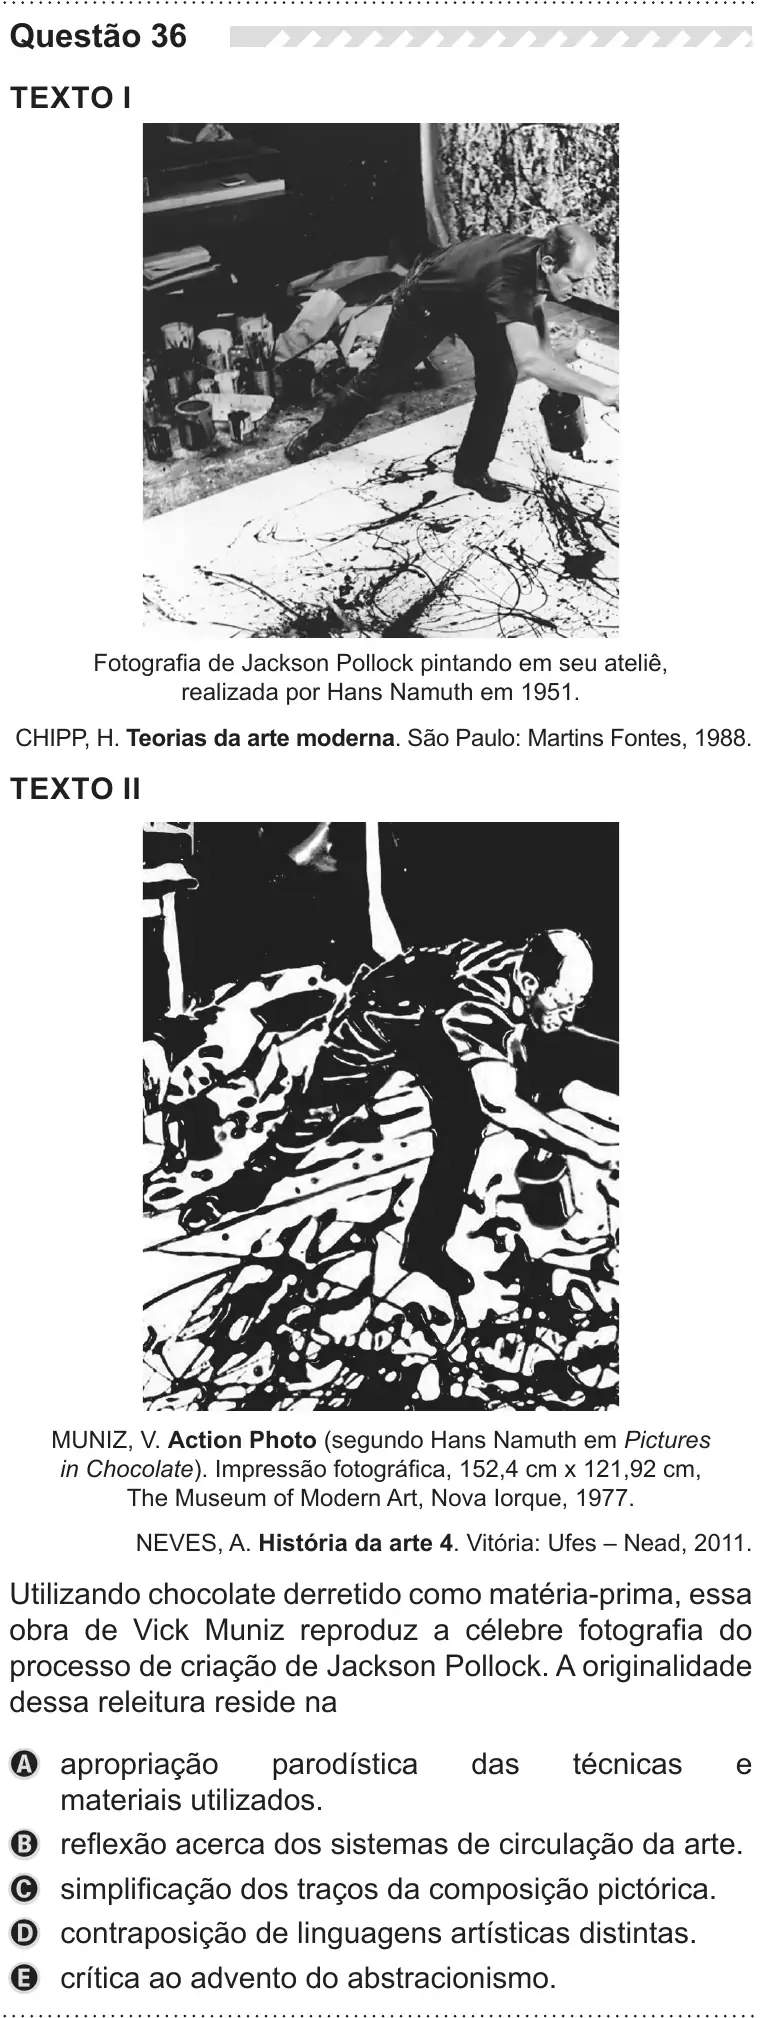 Questão 36
TEXTO I
Fotografia de Jackson Pollock pintando em seu ateliê,
realizada por Hans Namuth em 1951.
CHIPP, H. Teorias da arte moderna. São Paulo: Martins Fontes, 1988.
TEXTO II
MUNIZ, V. Action Photo (segundo Hans Namuth em Pictures
in Chocolate). Impressão fotográfica, 152,4 cm x 121,92 cm,
The Museum of Modern Art, Nova Iorque, 1977.
NEVES, A. História da arte 4. Vitória: Ufes – Nead, 2011.
Utilizando chocolate derretido como matéria-prima, essa
obra de Vick Muniz reproduz a célebre fotografia do
processo de criação de Jackson Pollock. A originalidade
dessa releitura reside na
A apropriação parodística das técnicas e
materiais utilizados.
B reflexão acerca dos sistemas de circulação da arte.
C simplificação dos traços da composição pictórica.
D contraposição de linguagens artísticas distintas.
E crítica ao advento do abstracionismo.